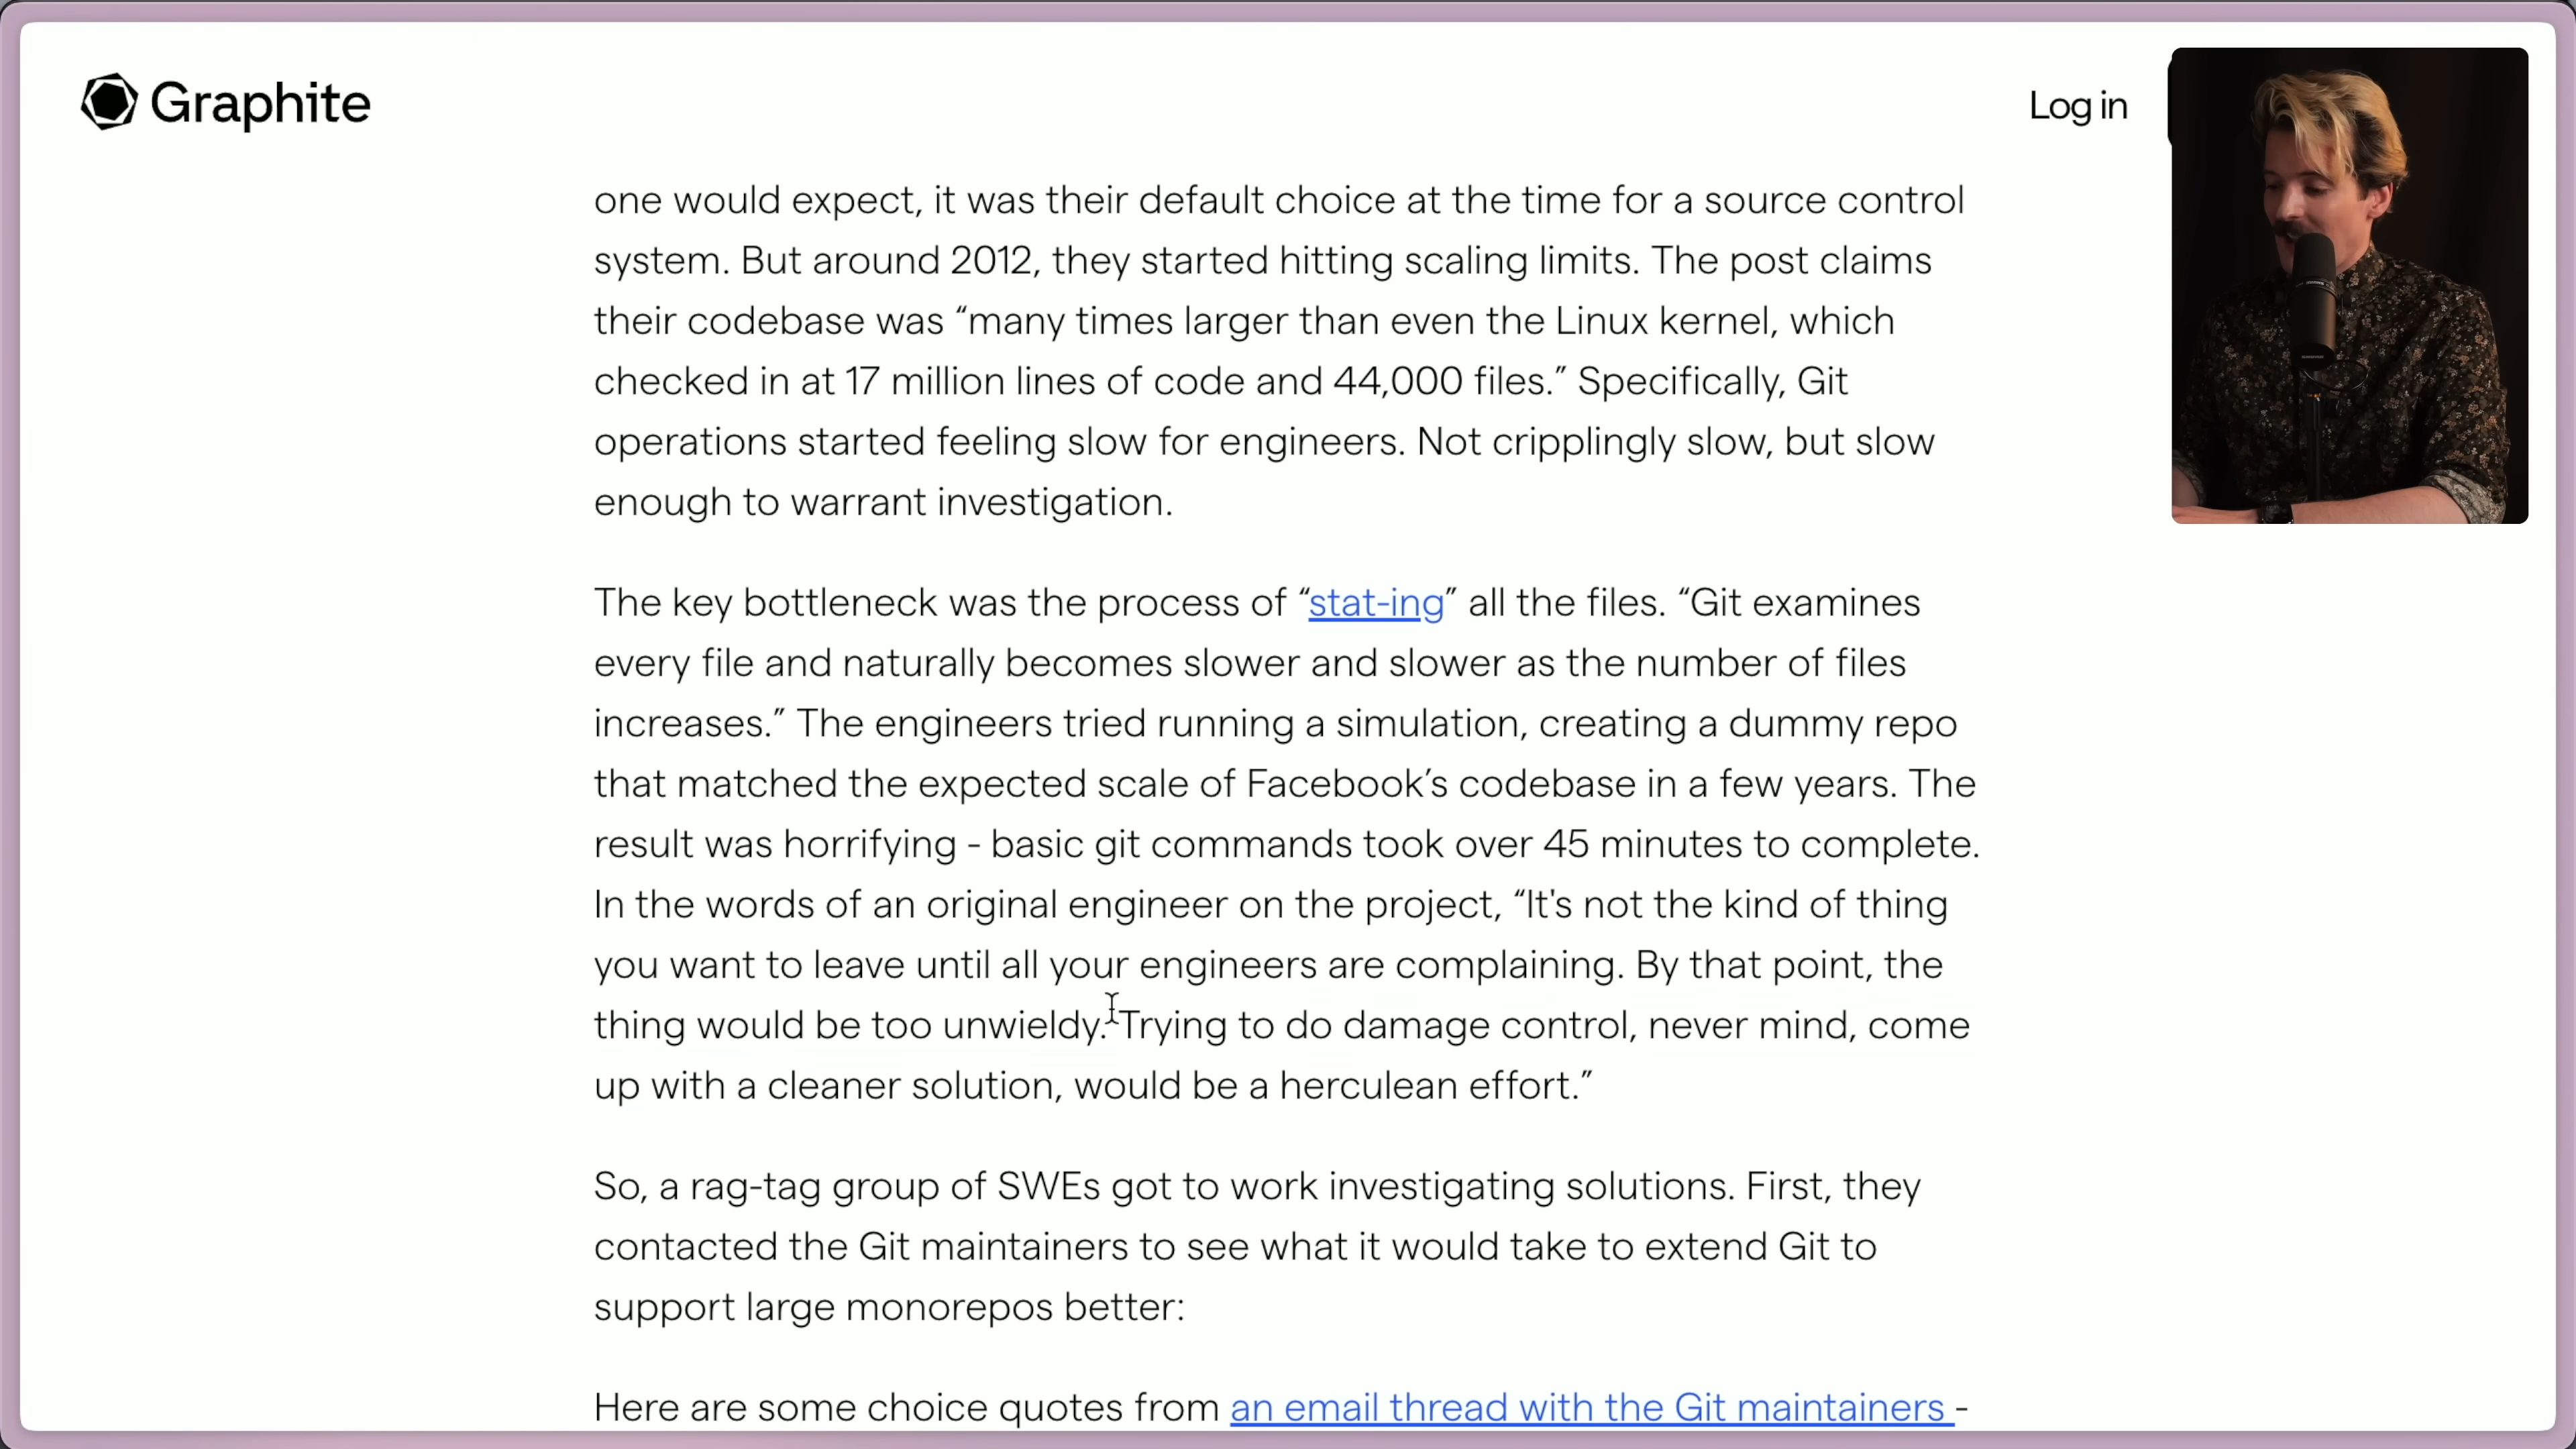 Graphite
Log in
one would expect, it was their default choice at the time for a source control
system. But around 2012, they started hitting scaling limits. The post claims
their codebase was “many times larger than even the Linux kernel, which
checked in at 17 million lines of code and 44,000 files.” Specifically, Git
operations started feeling slow for engineers. Not cripplingly slow, but slow
enough to warrant investigation.
The key bottleneck was the process of “stat-ing” all the files. “Git examines
every file and naturally becomes slower and slower as the number of files
increases.” The engineers tried running a simulation, creating a dummy repo
that matched the expected scale of Facebook’s codebase in a few years. The
result was horrifying - basic git commands took over 45 minutes to complete.
In the words of an original engineer on the project, “It's not the kind of thing
you want to leave until all your engineers are complaining. By that point, the
thing would be too unwieldy. Trying to do damage control, never mind, come
up with a cleaner solution, would be a herculean effort.”
So, a rag-tag group of SWEs got to work investigating solutions. First, they
contacted the Git maintainers to see what it would take to extend Git to
support large monorepos better:
Here are some choice quotes from an email thread with the Git maintainers -